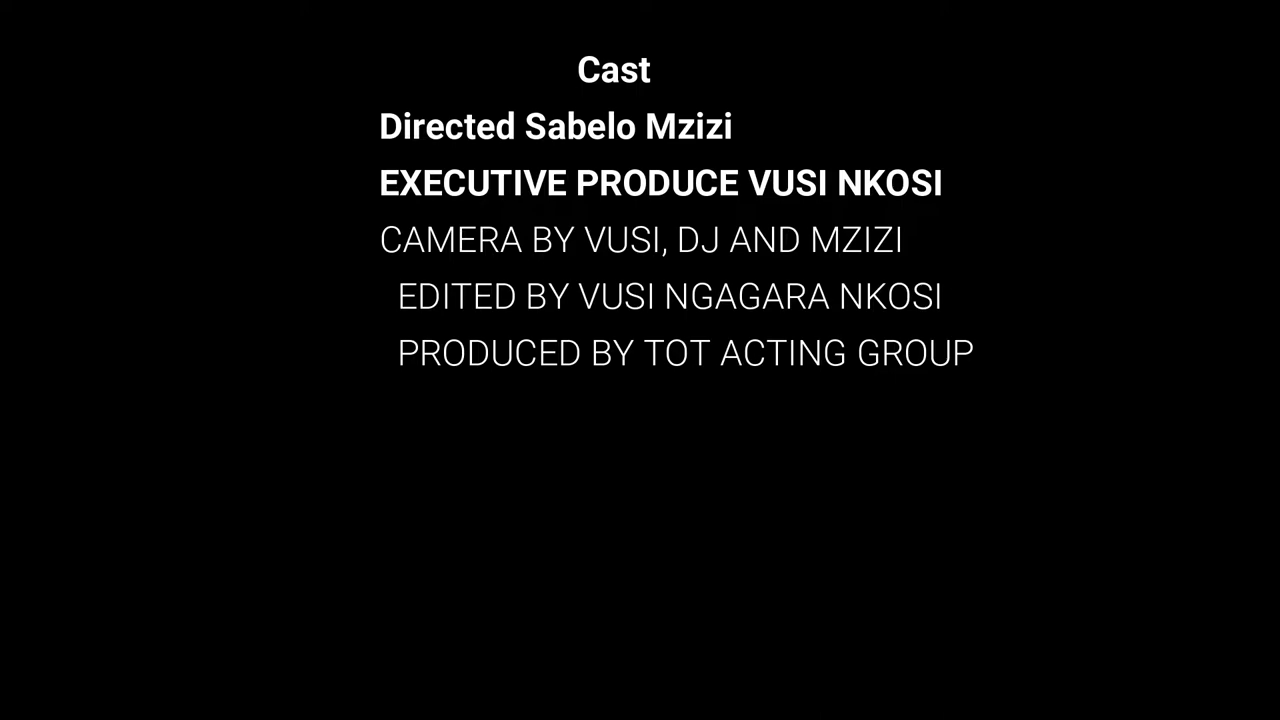 Cast
Directed Sabelo Mzizi
EXECUTIVE PRODUCE VUSI NKOSI
CAMERA BY VUSI, DJ AND MZIZI
EDITED BY VUSI NGAGARA NKOSI
PRODUCED BY TOT ACTING GROUP